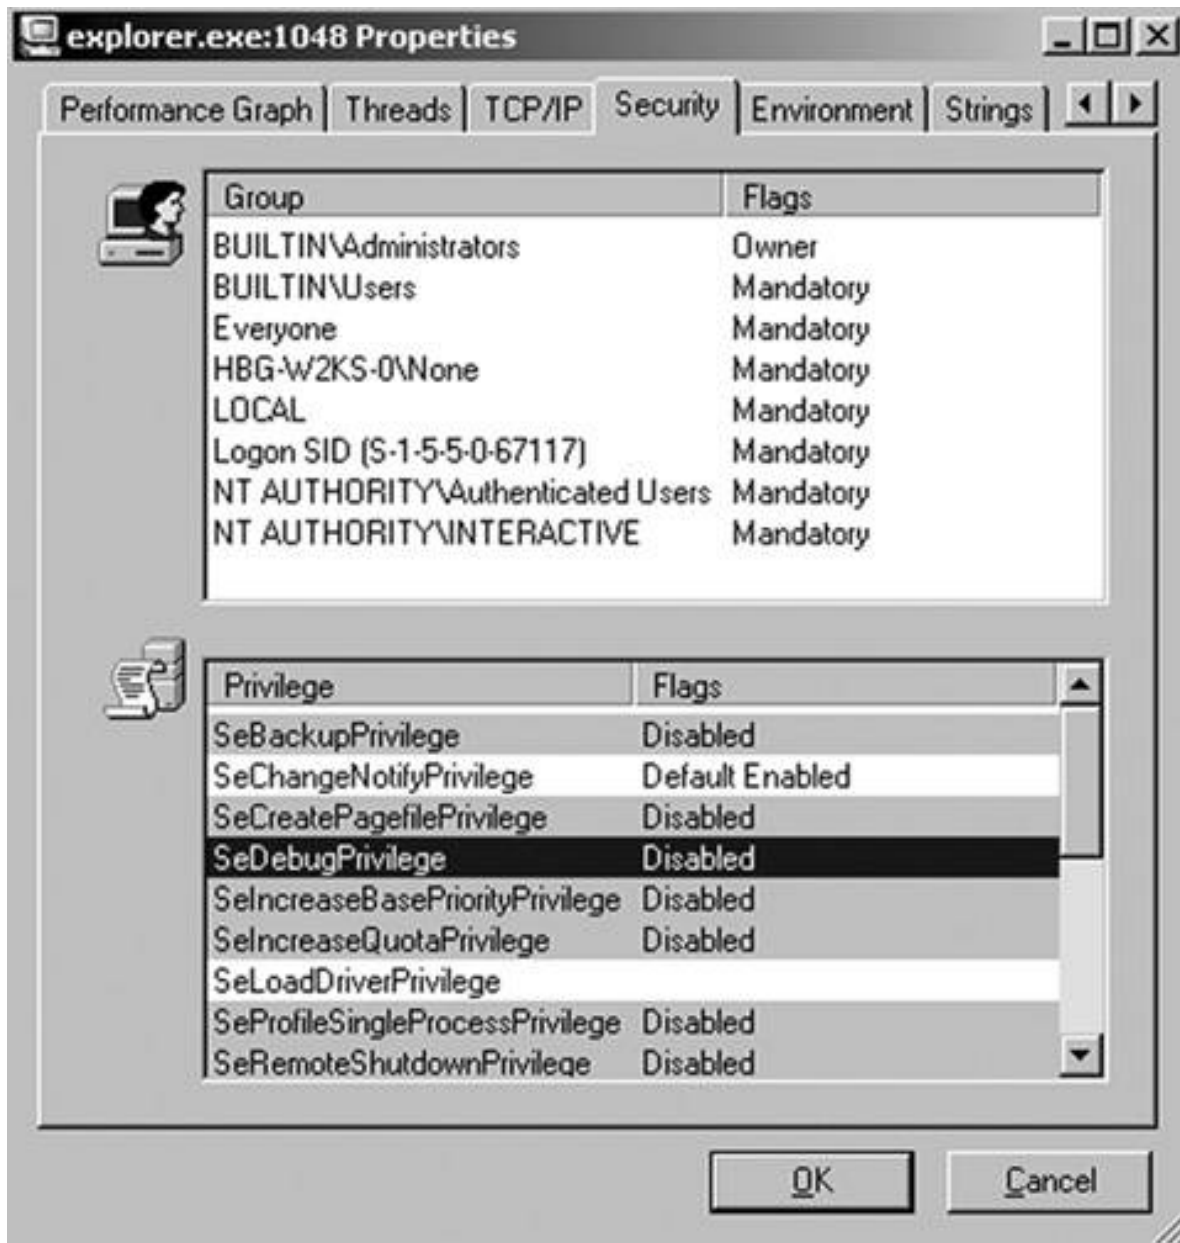 explorer.exe:1048 Properties
Performance Graph Threads TCP/IP Security Environment Strings
Group Flags
BUILTIN\Administrators Owner
BUILTIN\Users Mandatory
Everyone Mandatory
HBG-W2KS-0\None Mandatory
LOCAL Mandatory
Logon SID (S-1-5-5-0-67117) Mandatory
NT AUTHORITY\Authenticated Users Mandatory
NT AUTHORITY\INTERACTIVE Mandatory
Privilege Flags
SeBackupPrivilege Disabled
SeChangeNotifyPrivilege Default Enabled
SeCreatePagefilePrivilege Disabled
SeDebugPrivilege Disabled
SeIncreaseBasePriorityPrivilege Disabled
SeIncreaseQuotaPrivilege Disabled
SeLoadDriverPrivilege
SeProfileSingleProcessPrivilege Disabled
SeRemoteShutdownPrivilege Disabled
OK Cancel